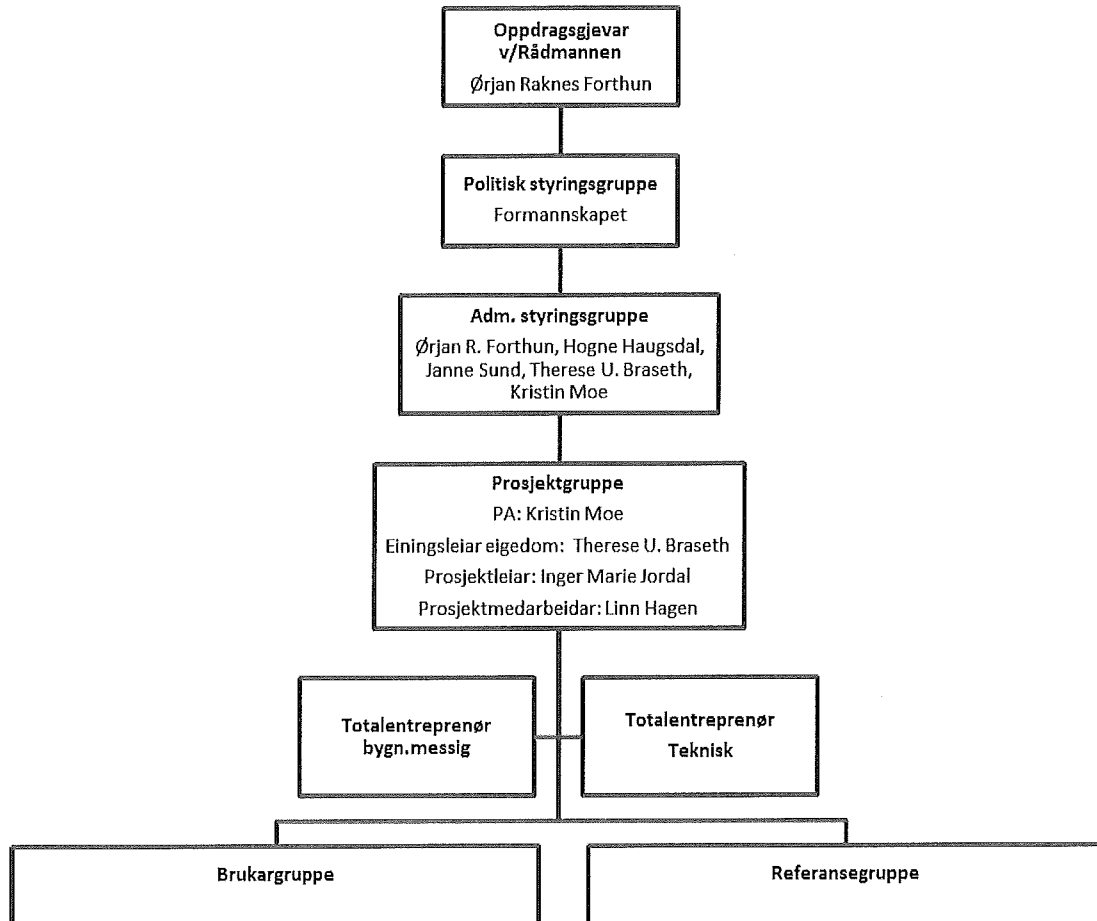 Oppdragsgjevar
v/Rådmannen
Ørjan Raknes Forthun
Politisk styringsgruppe
Formannskapet
Adm. styringsgruppe
Ørjan R. Forthun, Hogne Haugsdal,
Janne Sund, Therese U. Braseth,
Kristin Moe
Prosjektgruppe
PA: Kristin Moe
Einingsleiar eigedom: Therese U. Braseth
Prosjektleiar: Inger Marie Jordal
Prosjektmedarbeidar: Linn Hagen
Totalentreprenør
bygn.messig
Totalentreprenør
Teknisk
Brukargruppe
Referansegruppe